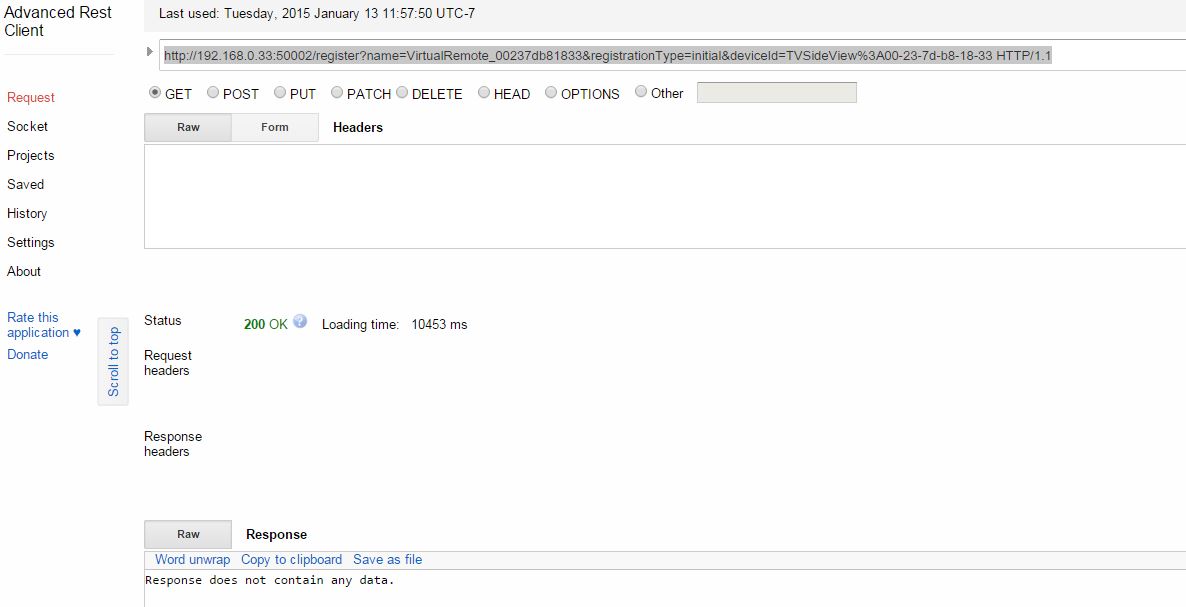 Advanced Rest
Client
Last used: Tuesday, 2015 January 13 11:57:50 UTC-7
http://192.168.0.33:50002/register?name=VirtualRemote_00237db81833&registrationType=initial&deviceId=TVSideView%3A00-23-7d-b8-18-33 HTTP/1.1
Request
Socket
Projects
Saved
History
Settings
About
Rate this
application ♥
Donate
Scroll to top
GET POST PUT PATCH DELETE HEAD OPTIONS Other
Raw Form Headers
Status 200 OK ? Loading time: 10453 ms
Request
headers
Response
headers
Raw Response
Word unwrap Copy to clipboard Save as file
Response does not contain any data.